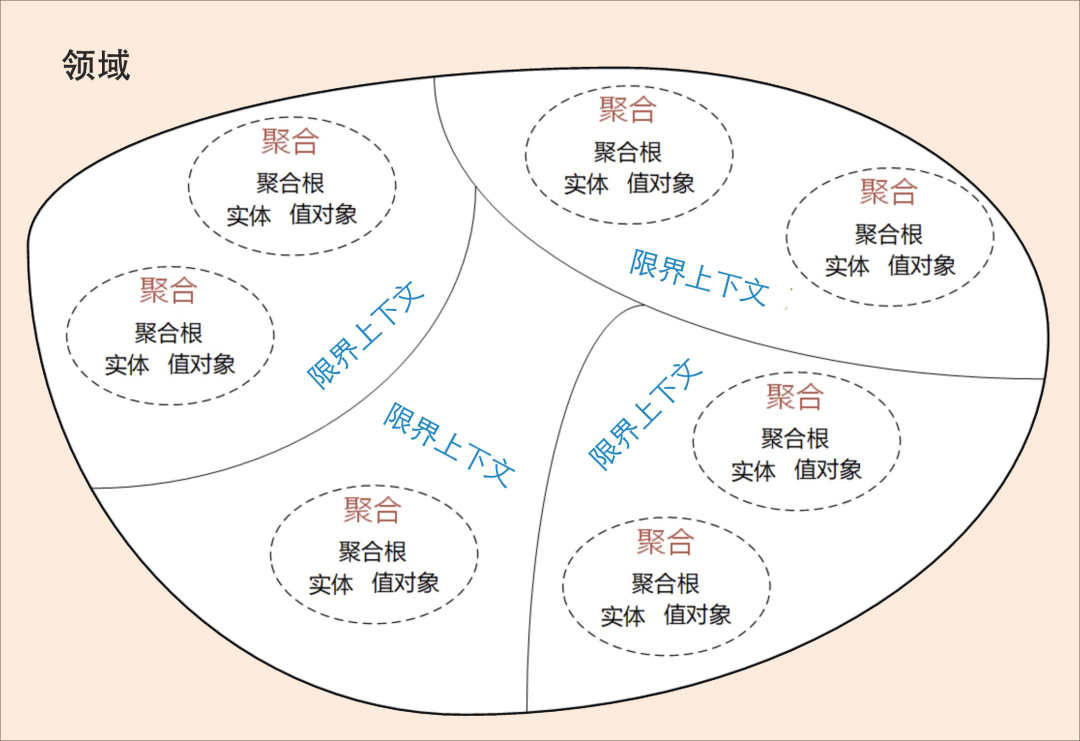 领域
聚合
聚合根
实体 值对象
聚合
聚合根
实体 值对象
限界上下文
聚合
聚合根
实体 值对象
聚合
聚合根
实体 值对象
限界上下文
限界上下文
聚合
聚合根
实体 值对象
限界上下文
聚合
聚合根
实体 值对象
聚合
聚合根
实体 值对象